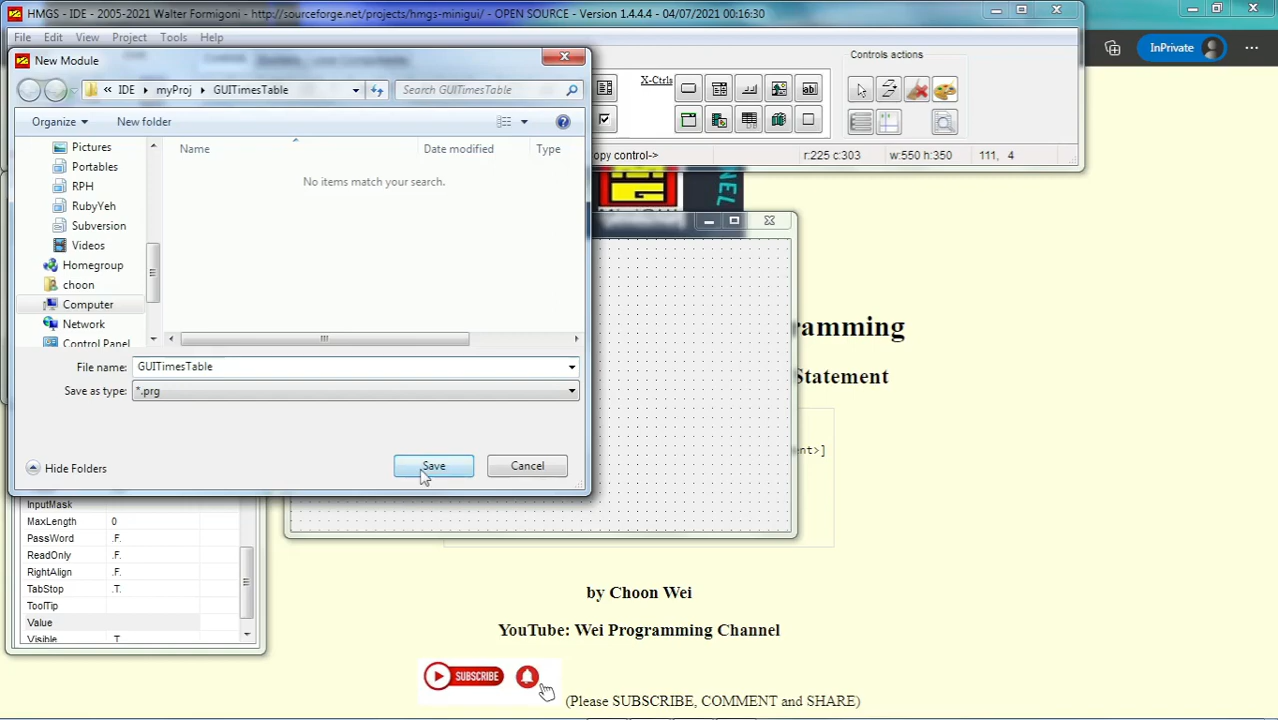 HMGS - IDE - 2005-2021 Walter Formigoni - http://sourceforge.net/projects/hmgs-minigui/ - OPEN SOURCE - Version 1.4.4.4 - 04/07/2021 00:16:30
File Edit View Project Tools Help
InPrivate
New Module
Controls actions
X-Ctrls
« IDE myProj GUITimesTable
Search GUITimesTable
Organize New folder
opy control->
r:225 c:303 w:550 h:350 111, 4
Name Date modified Type
No items match your search.
Pictures
Portables
RPH
RubyYeh
Subversion
Videos
Homegroup
choon
Computer
Network
Control Panel
NEL
File name: GUITimesTable
Save as type: *.prg
Hide Folders Save Cancel
ramming
Statement
ent>]
InputMask
MaxLength 0
PassWord .F.
ReadOnly .F.
RightAlign .F.
TabStop .T.
ToolTip
Value
Visible T
by Choon Wei
YouTube: Wei Programming Channel
SUBSCRIBE
(Please SUBSCRIBE, COMMENT and SHARE)